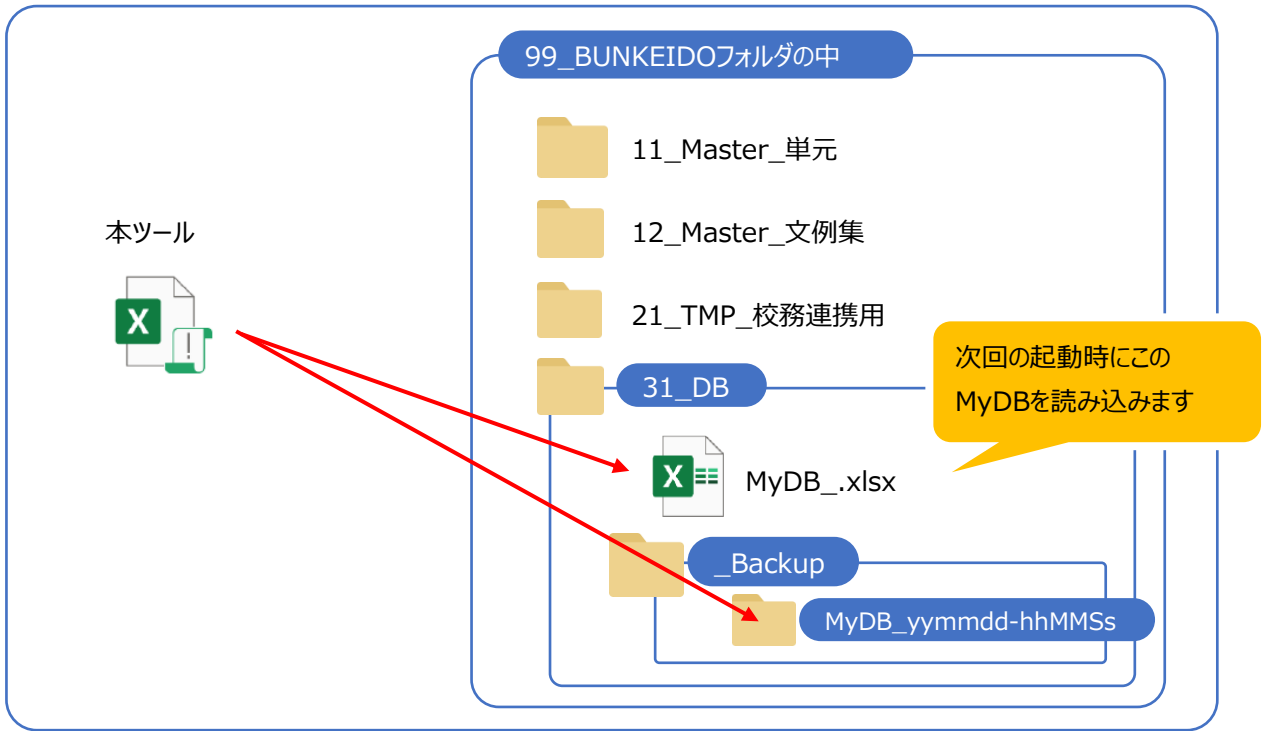 99_BUNKEIDOフォルダの中
11_Master_単元
本ツール
12_Master_文例集
21_TMP_校務連携用
次回の起動時にこの
MyDBを読み込みます
31_DB
MyDB_.xlsx
_Backup
MyDB_yymmdd-hhMMSs